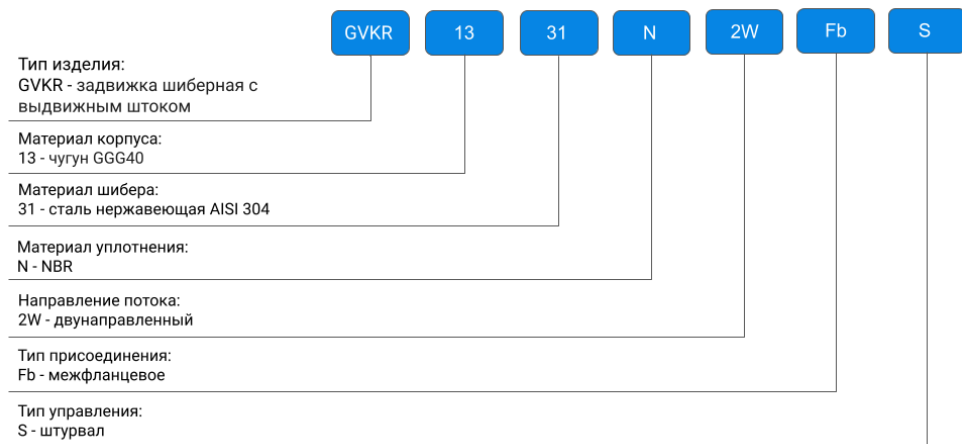 GVKR 13 31 N 2W Fb S
Тип изделия:
GVKR - задвижка шиберная с
выдвижным штоком
Материал корпуса:
13 - чугун GGG40
Материал шибера:
31 - сталь нержавеющая AISI 304
Материал уплотнения:
N - NBR
Направление потока:
2W - двунаправленный
Тип присоединения:
Fb - межфланцевое
Тип управления:
S - штурвал